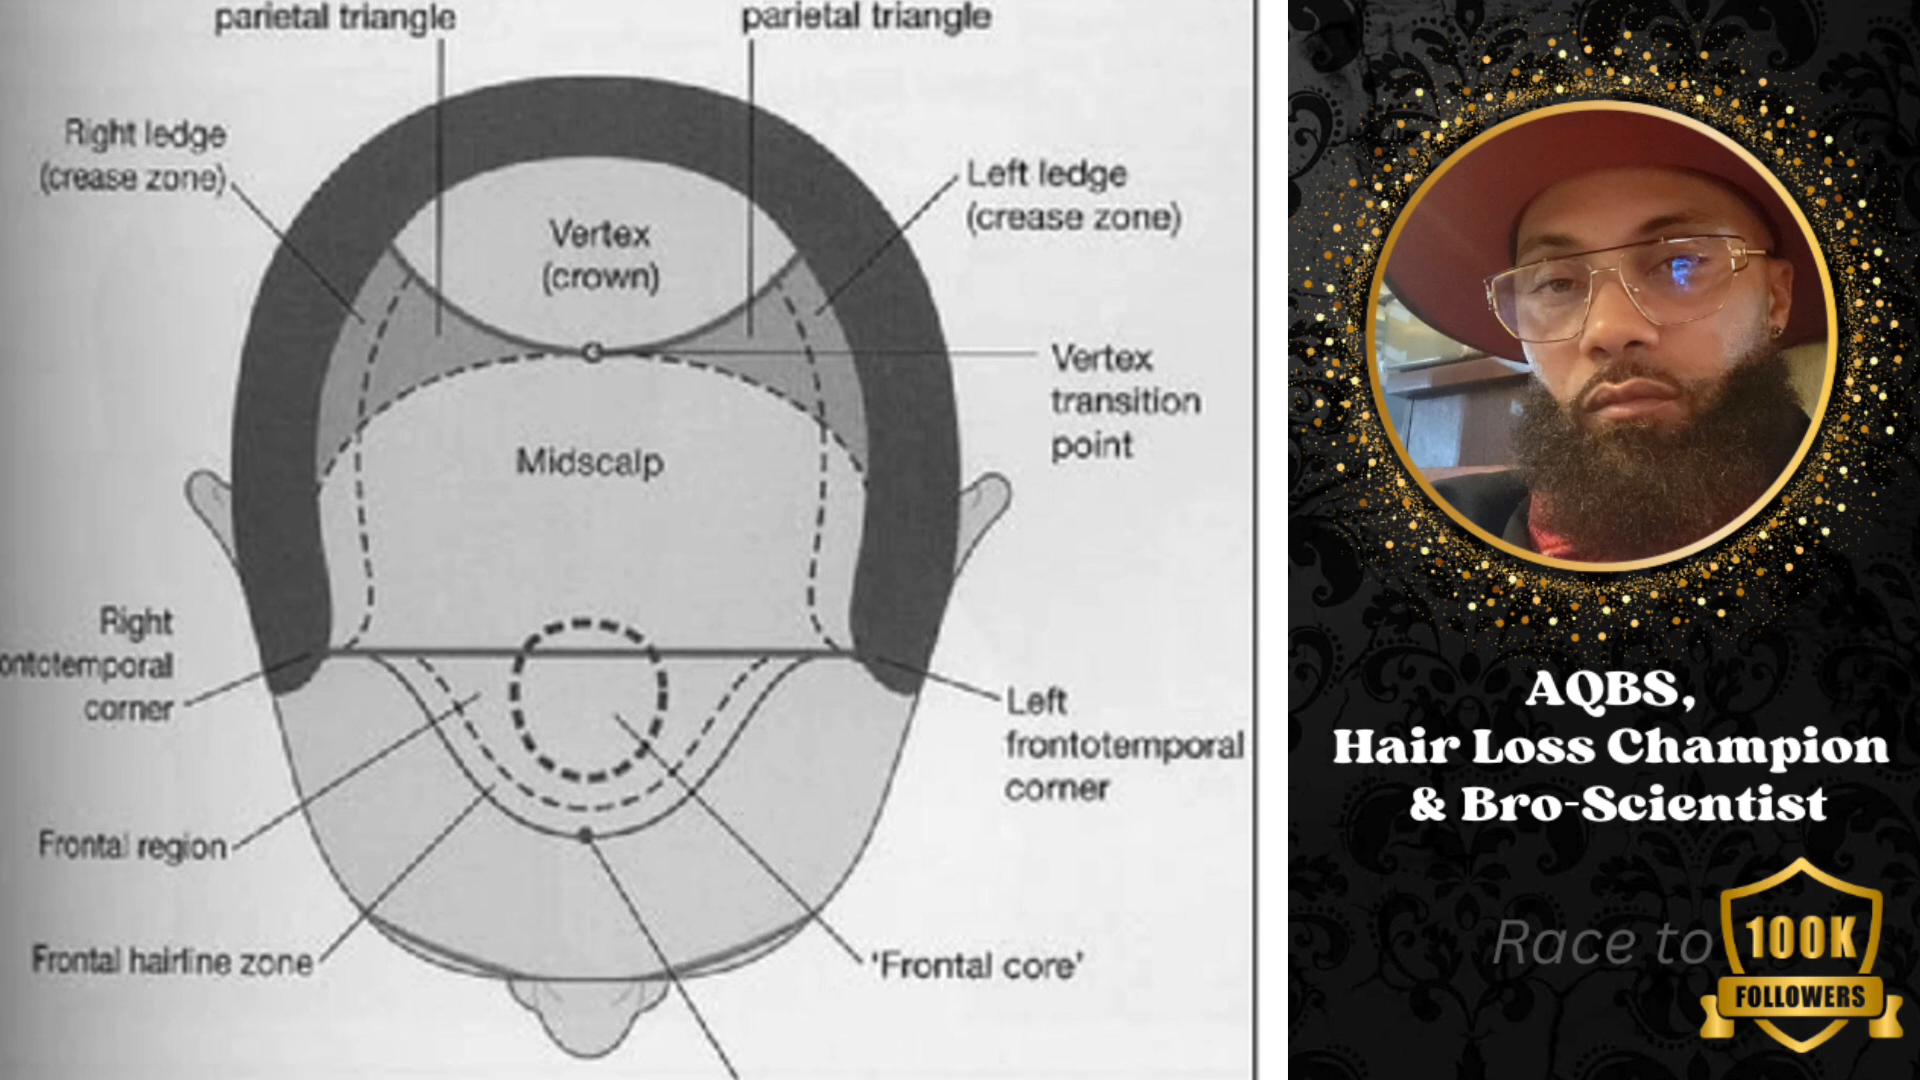 parietal triangle
parietal triangle
Right ledge
(crease zone)
Left ledge
(crease zone)
Vertex
(crown)
Vertex
transition
point
Midscalp
Right
ontotemporal
corner
Left
frontotemporal
corner
Frontal region
Frontal hairline zone
'Frontal core'
AQBS,
Hair Loss Champion
& Bro-Scientist
Race to
100K
FOLLOWERS